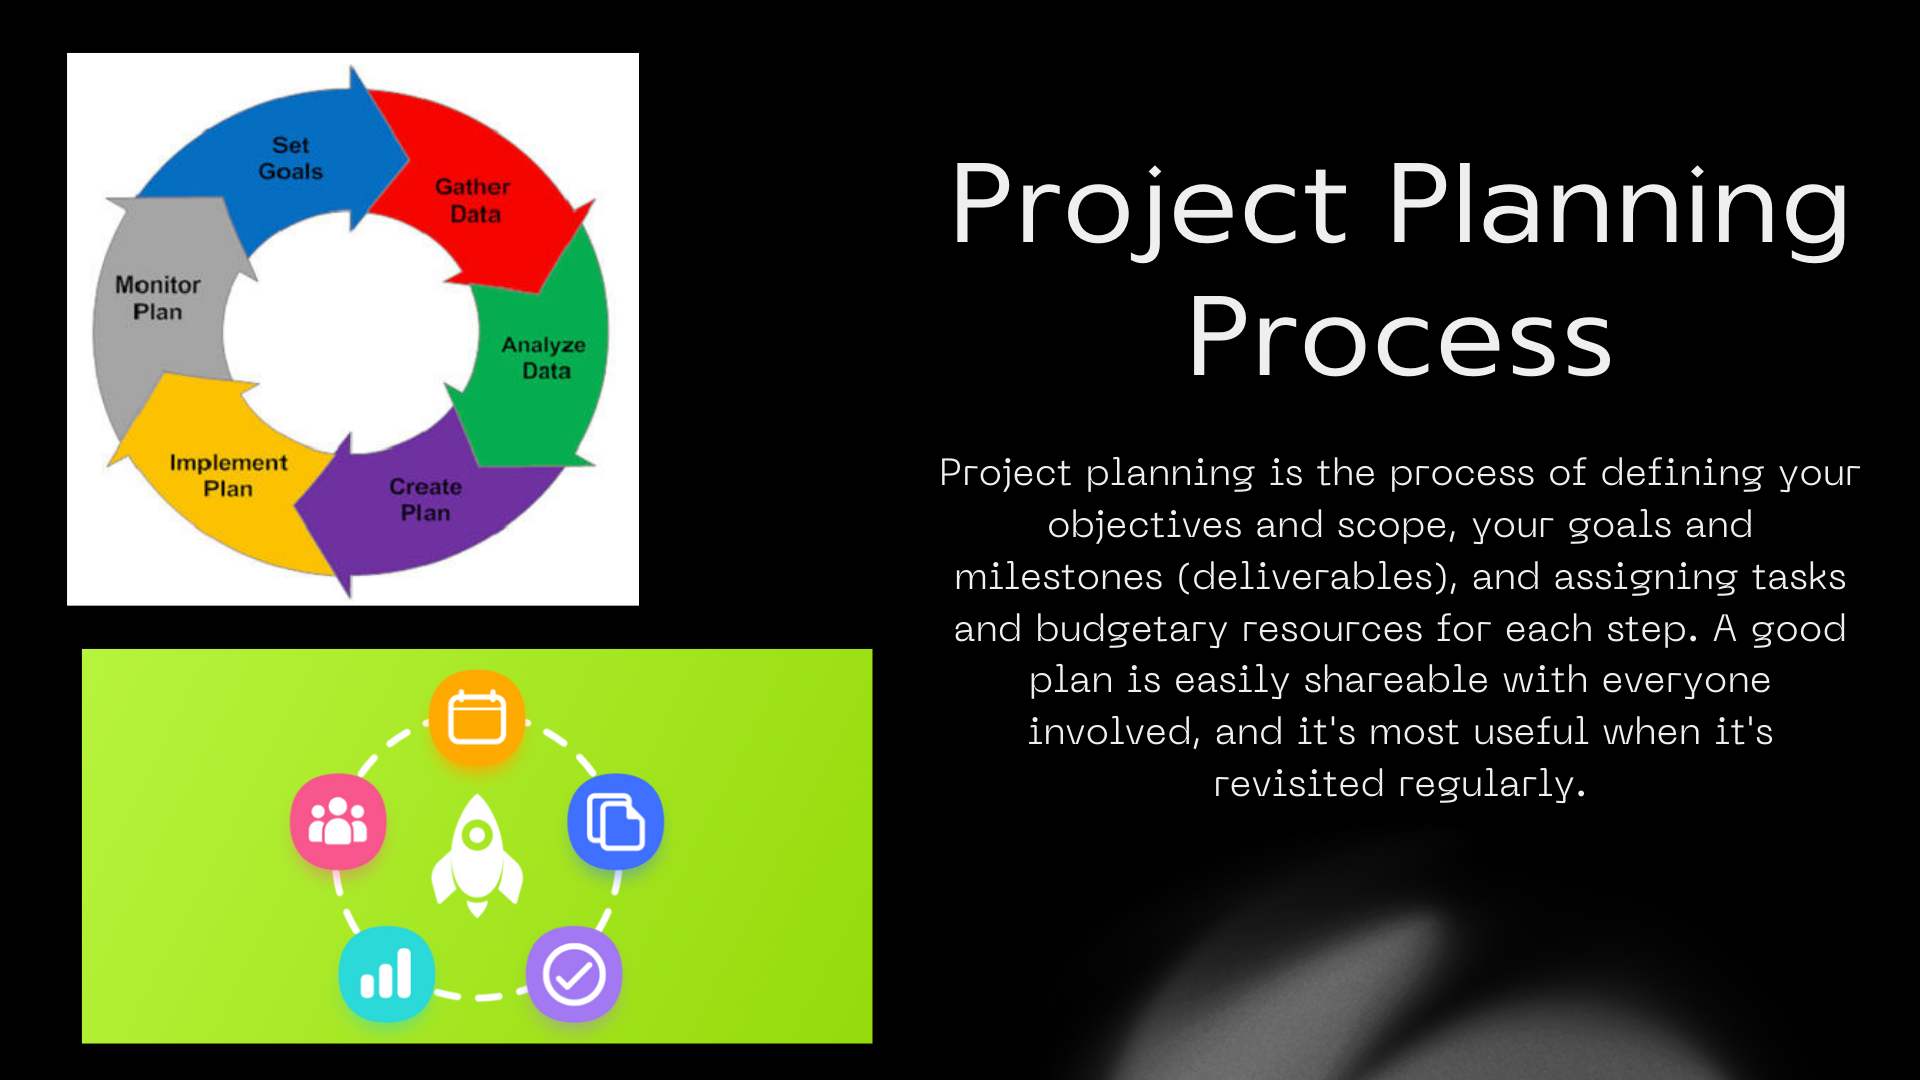 Set
Goals
Gather
Data
Analyze
Data
Create
Plan
Implement
Plan
Monitor
Plan
Project Planning
Process
Project planning is the process of defining your
objectives and scope, your goals and
milestones (deliverables), and assigning tasks
and budgetary resources for each step. A good
plan is easily shareable with everyone
involved, and it's most useful when it's
revisited regularly.